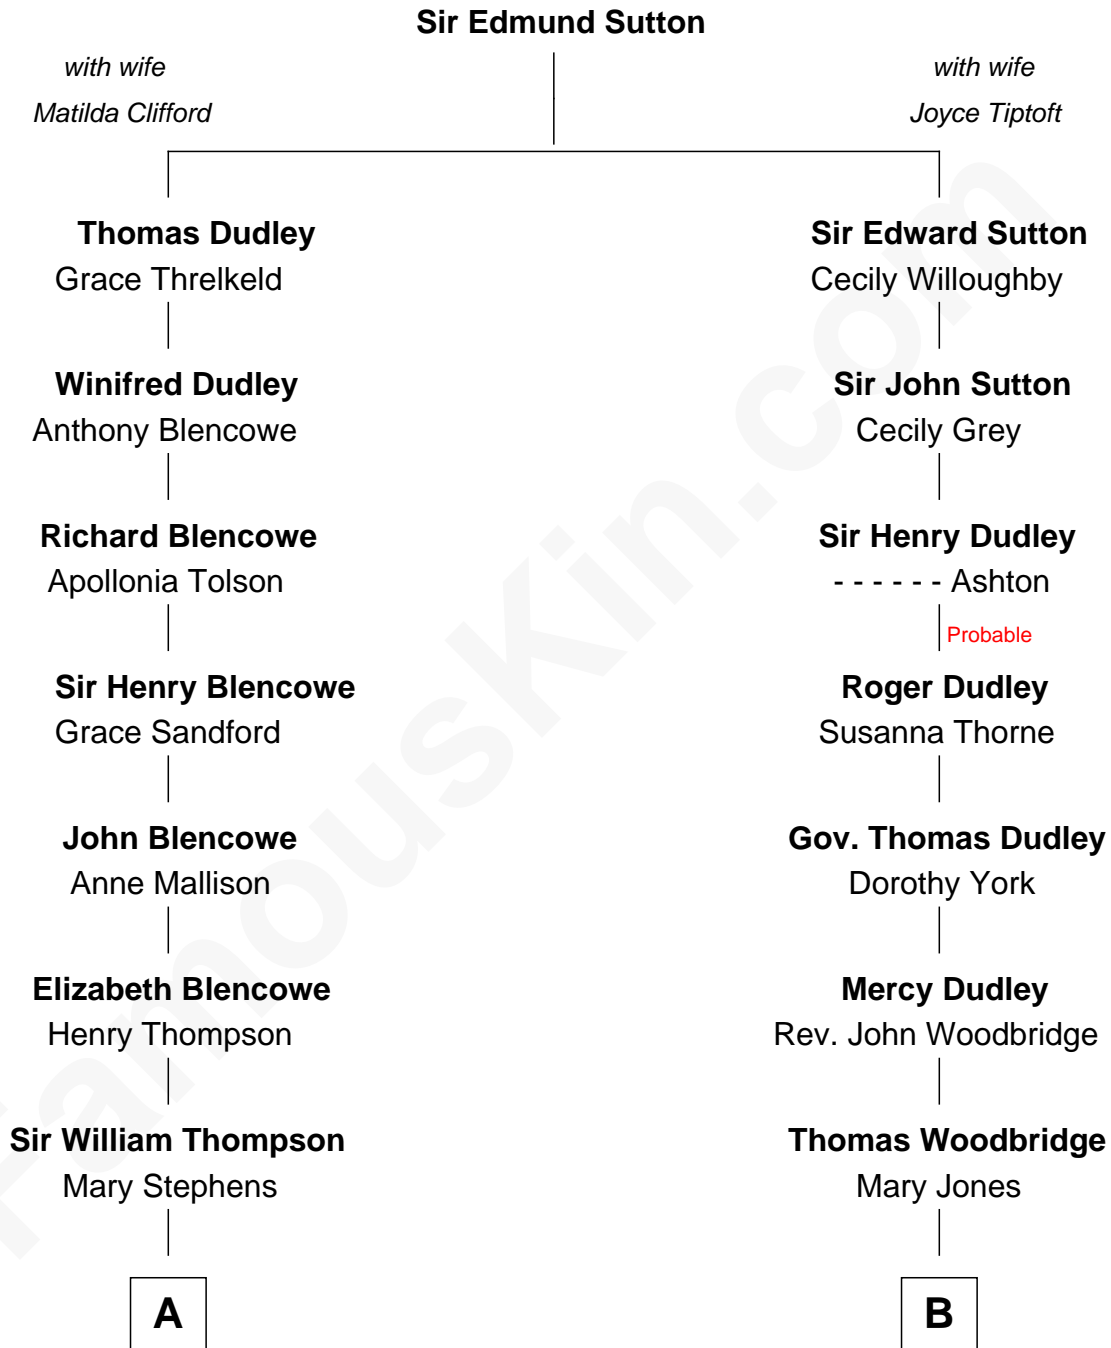 Sir Edmund Sutton
with wife
Matilda Clifford
with wife
Joyce Tiptoft
Thomas Dudley
Grace Threlkeld
Sir Edward Sutton
Cecily Willoughby
Winifred Dudley
Anthony Blencowe
Sir John Sutton
Cecily Grey
Richard Blencowe
Apollonia Tolson
Sir Henry Dudley
- - - - - - Ashton
Probable
Sir Henry Blencowe
Grace Sandford
Roger Dudley
Susanna Thorne
John Blencowe
Anne Mallison
Gov. Thomas Dudley
Dorothy York
Elizabeth Blencowe
Henry Thompson
Mercy Dudley
Rev. John Woodbridge
Sir William Thompson
Mary Stephens
Thomas Woodbridge
Mary Jones
A
B
FamousKin.com